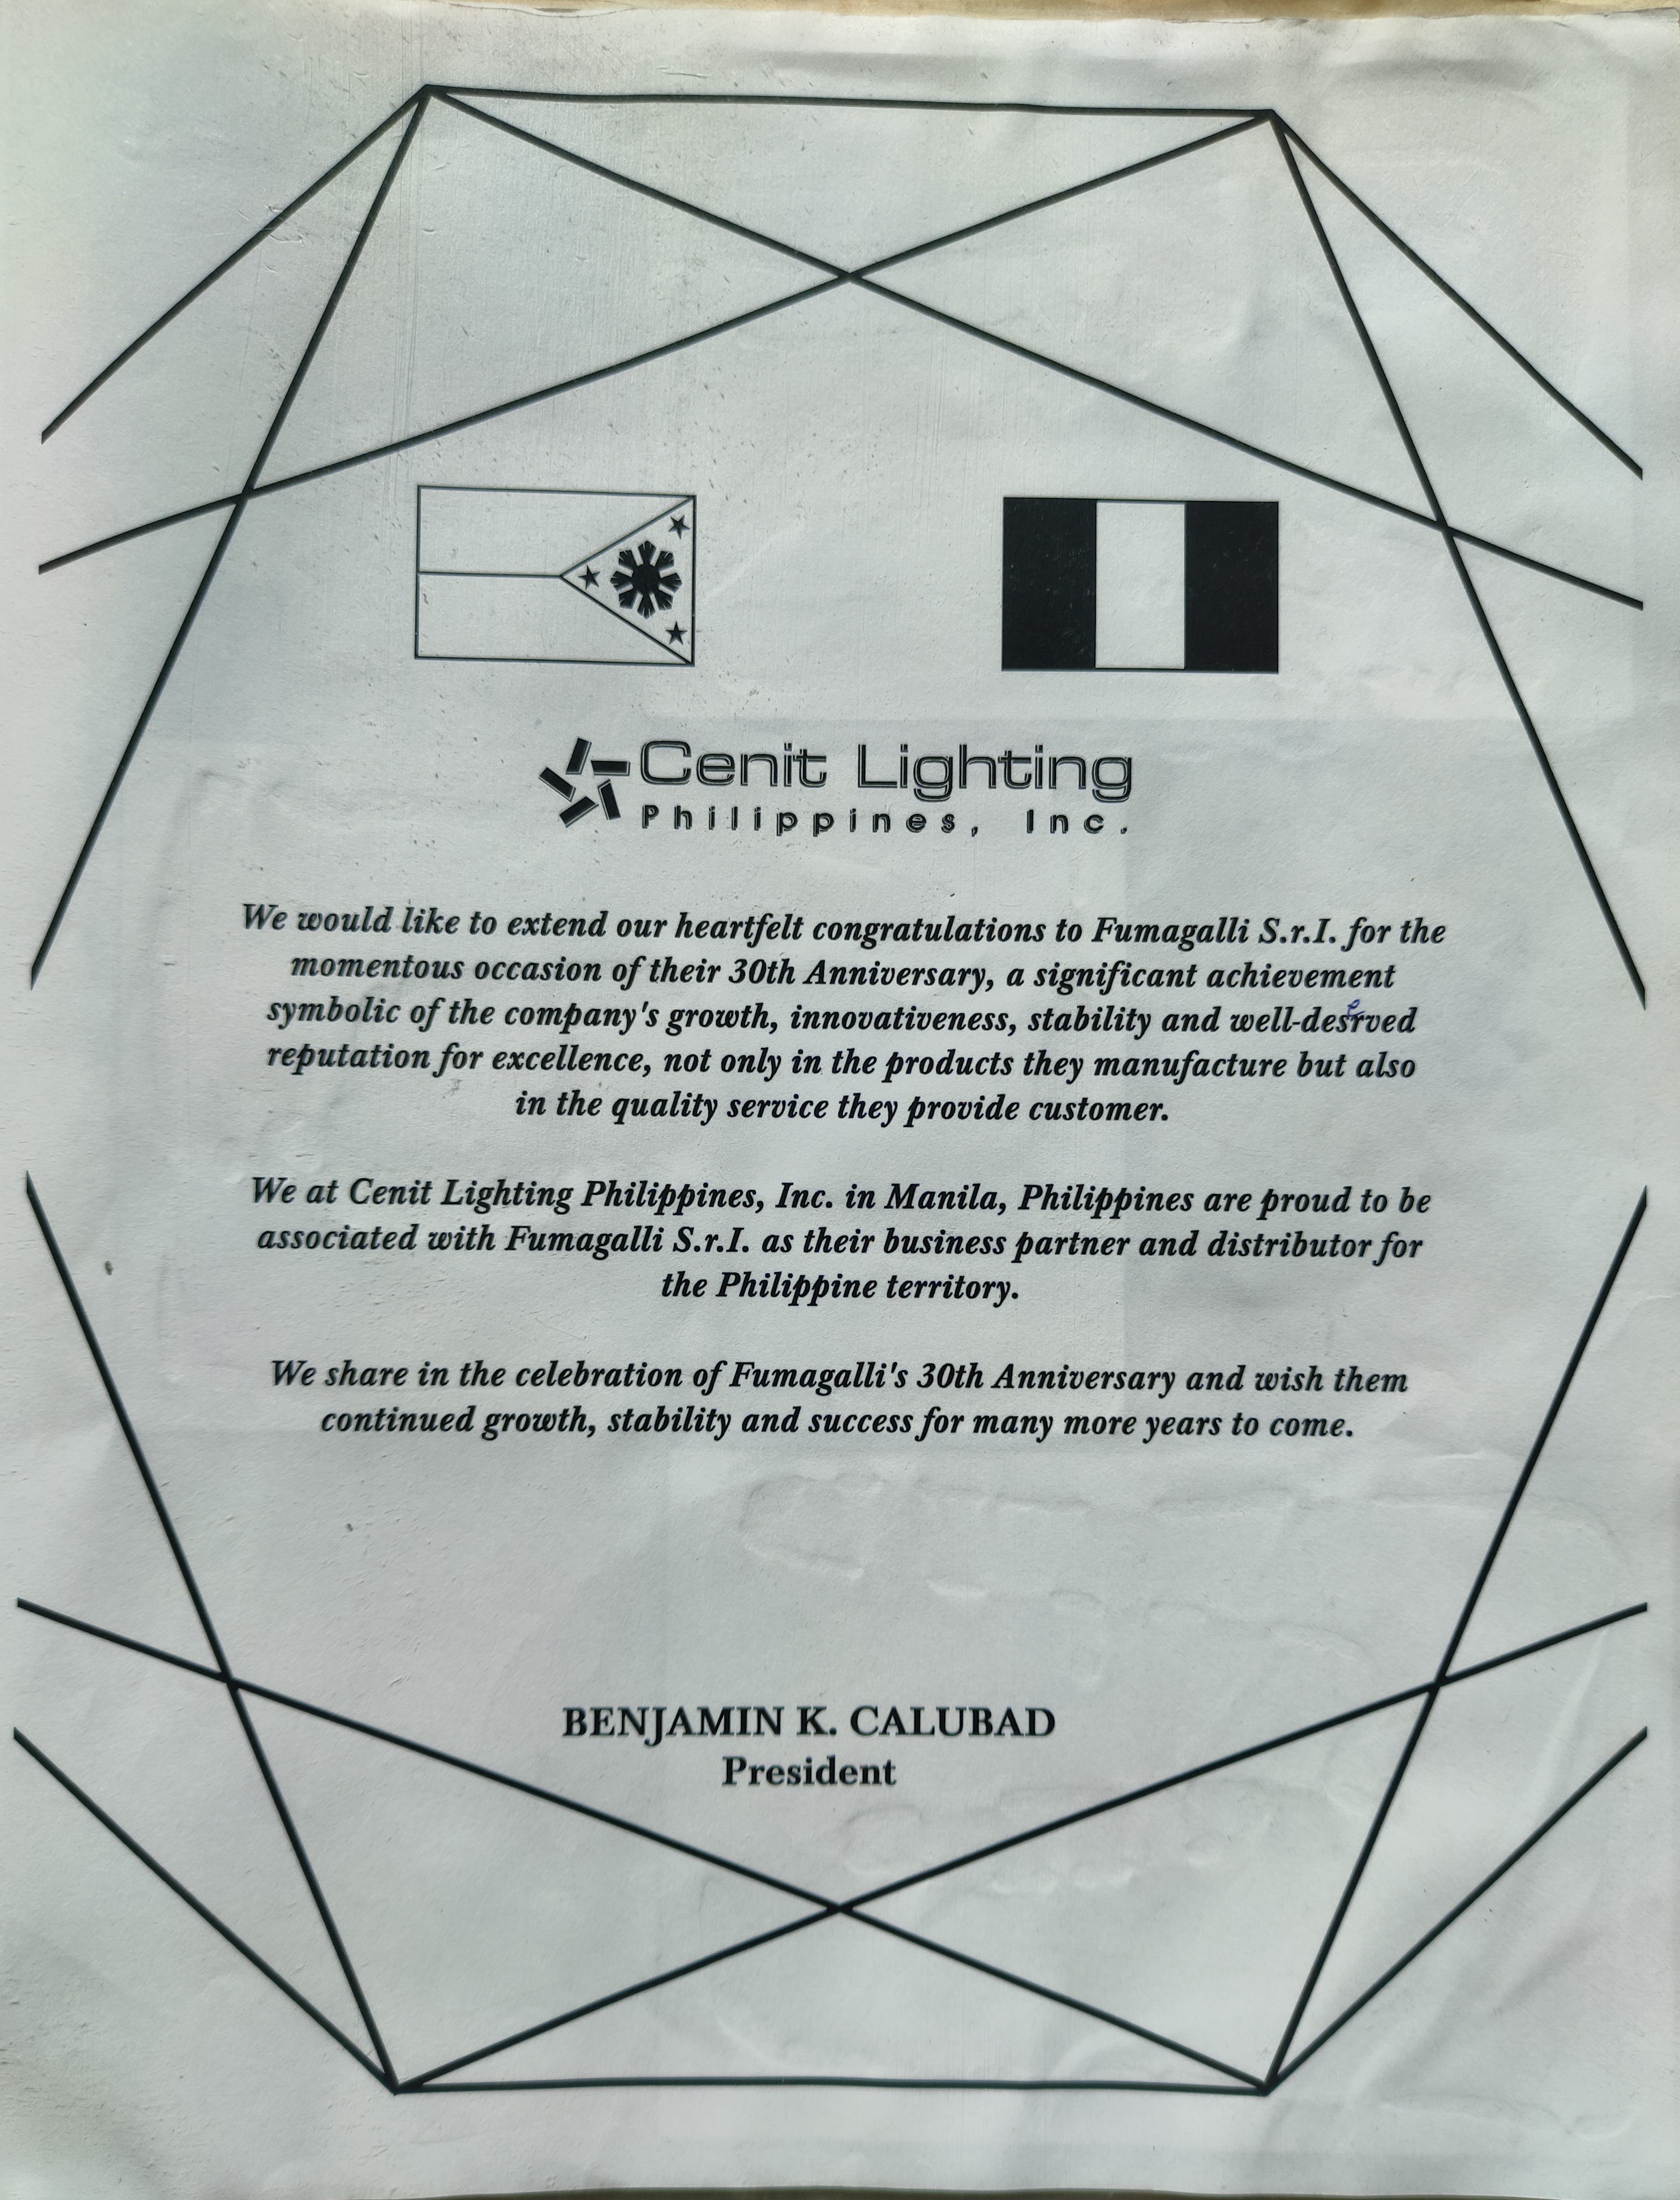 Cenit Lighting
Philippines, Inc.
We would like to extend our heartfelt congratulations to Fumagalli S.r.I. for the
momentous occasion of their 30th Anniversary, a significant achievement
symbolic of the company's growth, innovativeness, stability and well-desrved
e
reputation for excellence, not only in the products they manufacture but also
in the quality service they provide customer.
We at Cenit Lighting Philippines, Inc. in Manila, Philippines are proud to be
associated with Fumagalli S.r.I. as their business partner and distributor for
the Philippine territory.
We share in the celebration of Fumagalli's 30th Anniversary and wish them
continued growth, stability and success for many more years to come.
BENJAMIN K. CALUBAD
President